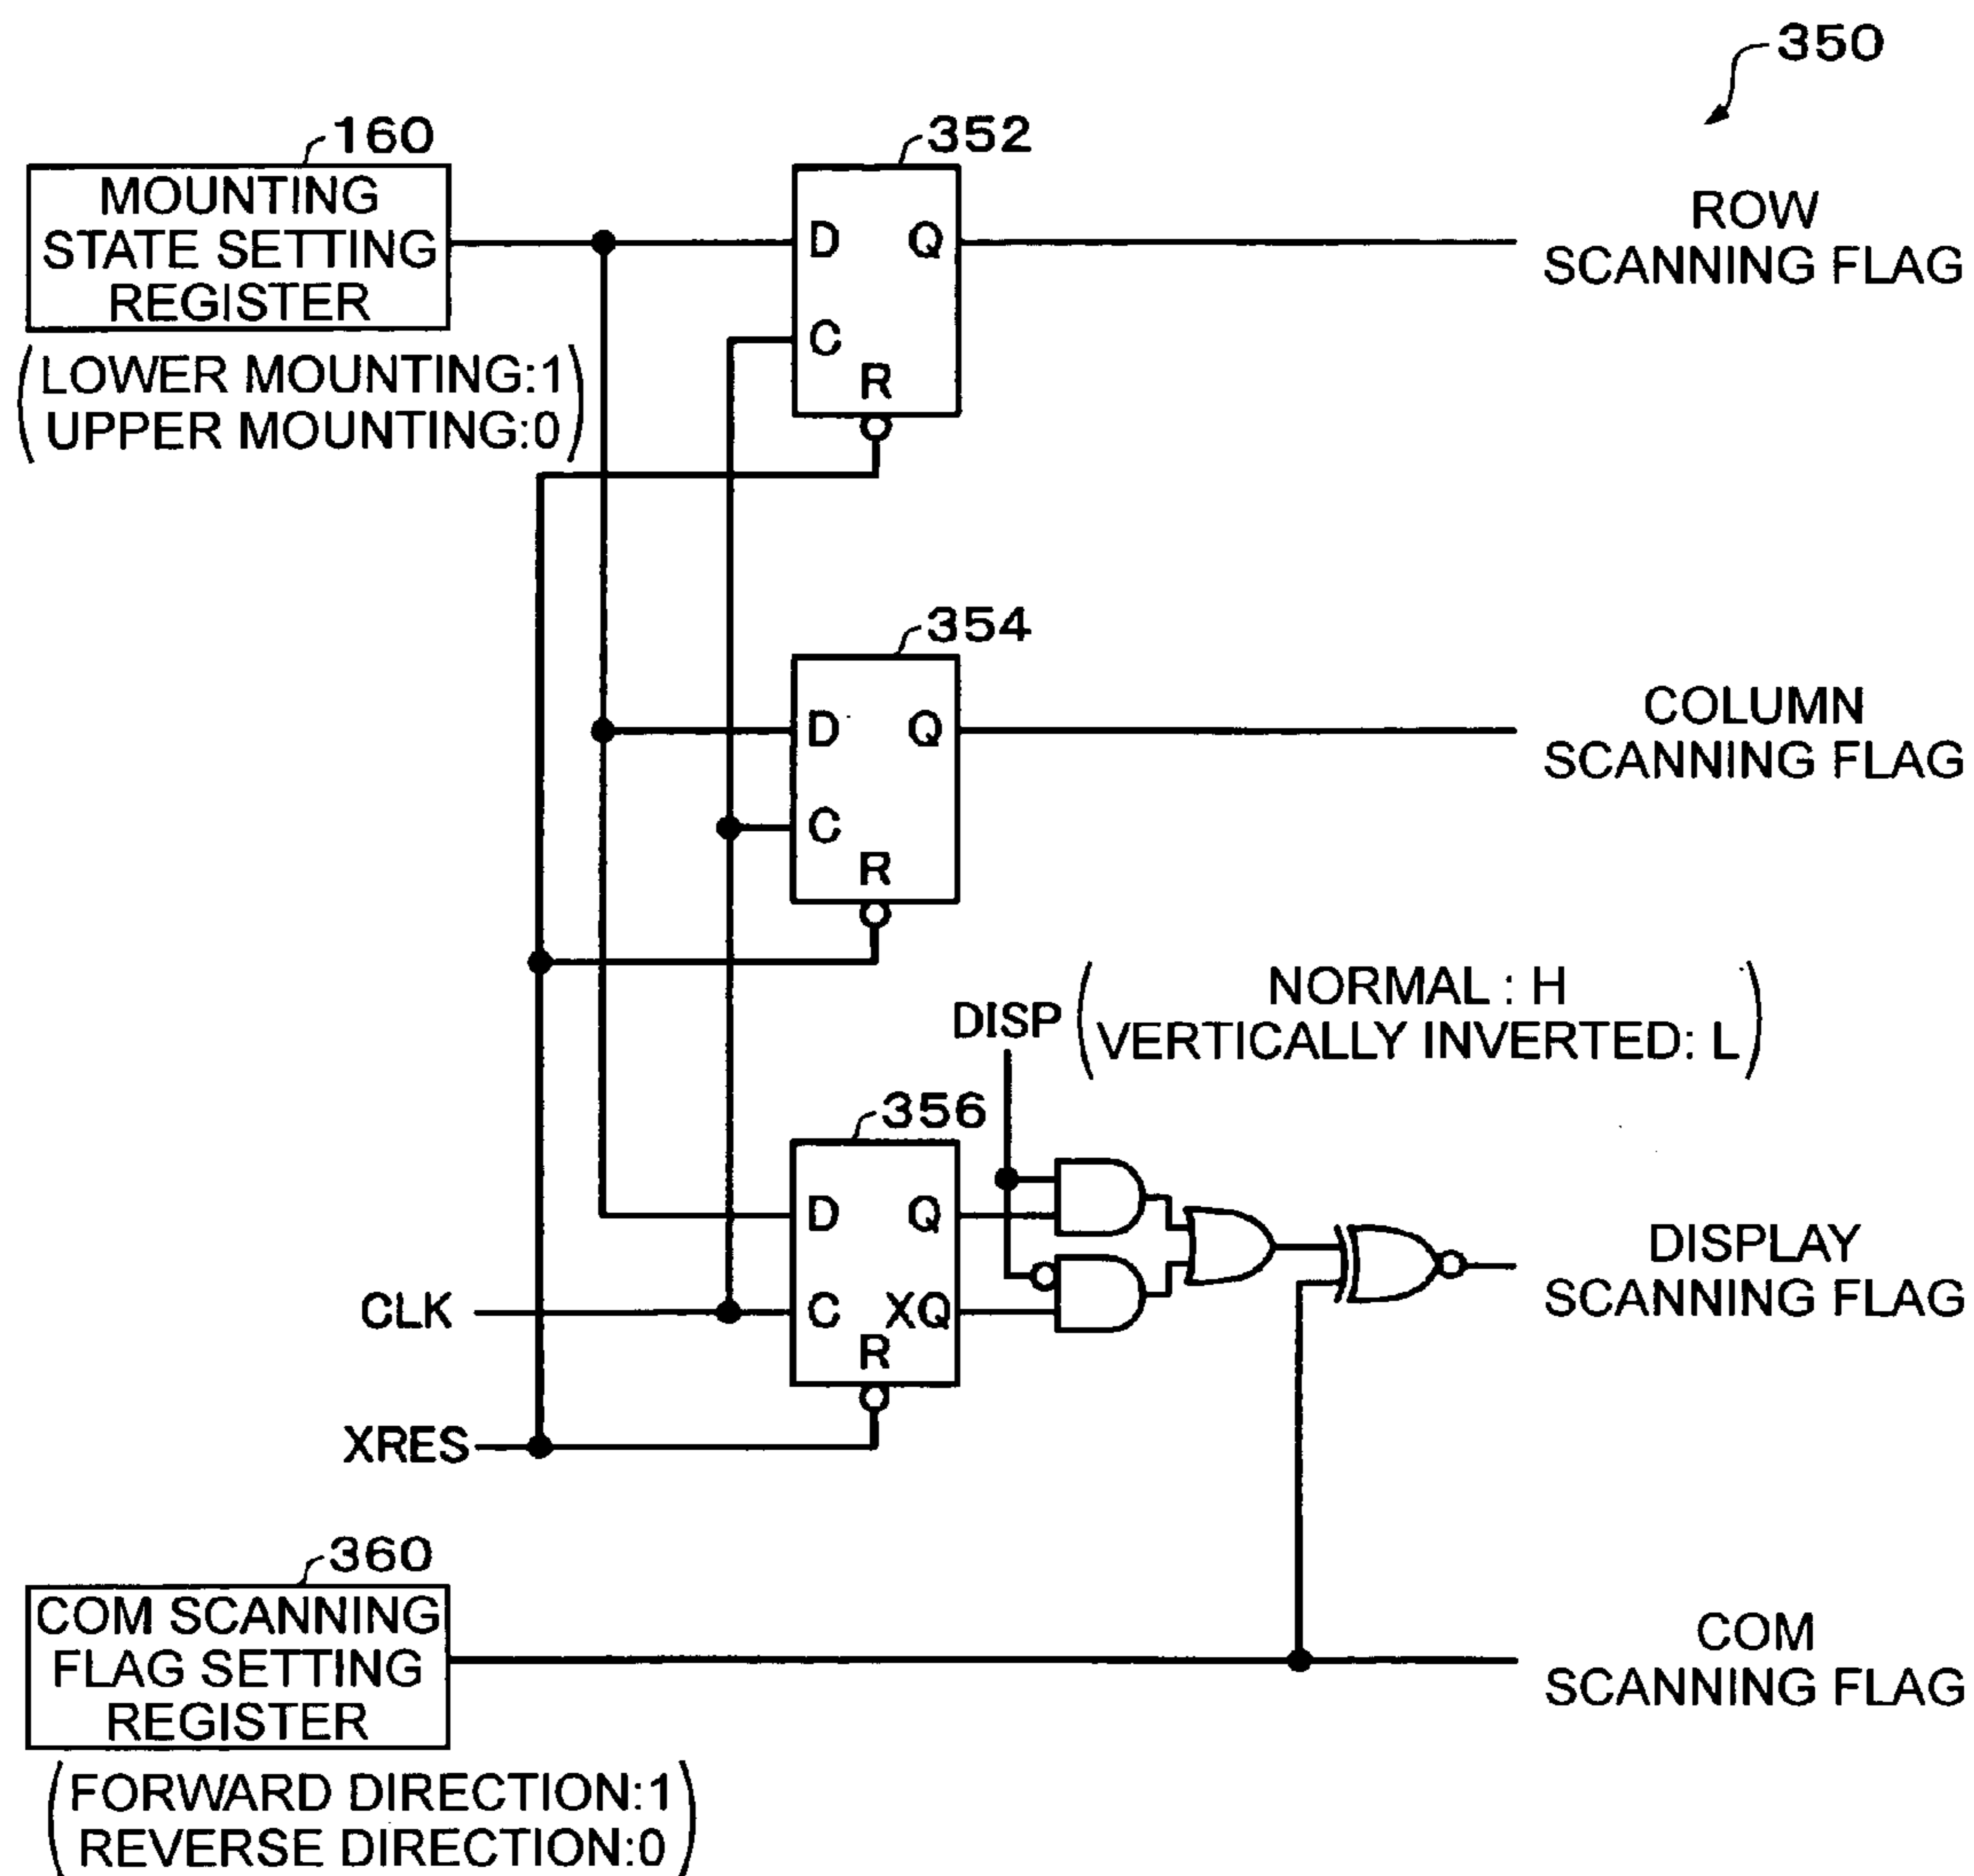 350
160
MOUNTING
STATE SETTING
REGISTER
(LOWER MOUNTING:1
UPPER MOUNTING:0)
352
D
Q
C
R
ROW
SCANNING FLAG
354
D
Q
C
R
COLUMN
SCANNING FLAG
DISP
(NORMAL : H
VERTICALLY INVERTED: L)
356
D
Q
C
XQ
R
CLK
XRES
DISPLAY
SCANNING FLAG
360
COM SCANNING
FLAG SETTING
REGISTER
(FORWARD DIRECTION:1
REVERSE DIRECTION:0)
COM
SCANNING FLAG